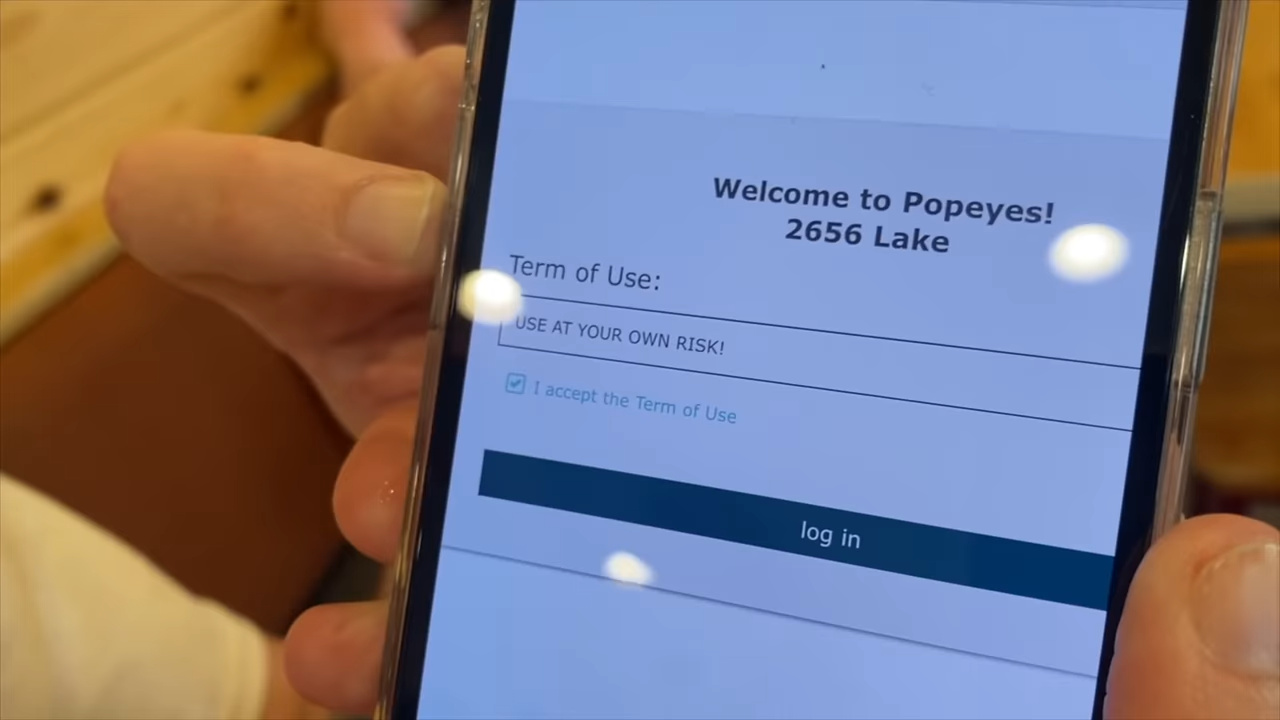 Welcome to Popeyes!
2656 Lake
Term of Use:
USE AT YOUR OWN RISK!
I accept the Term of Use
log in